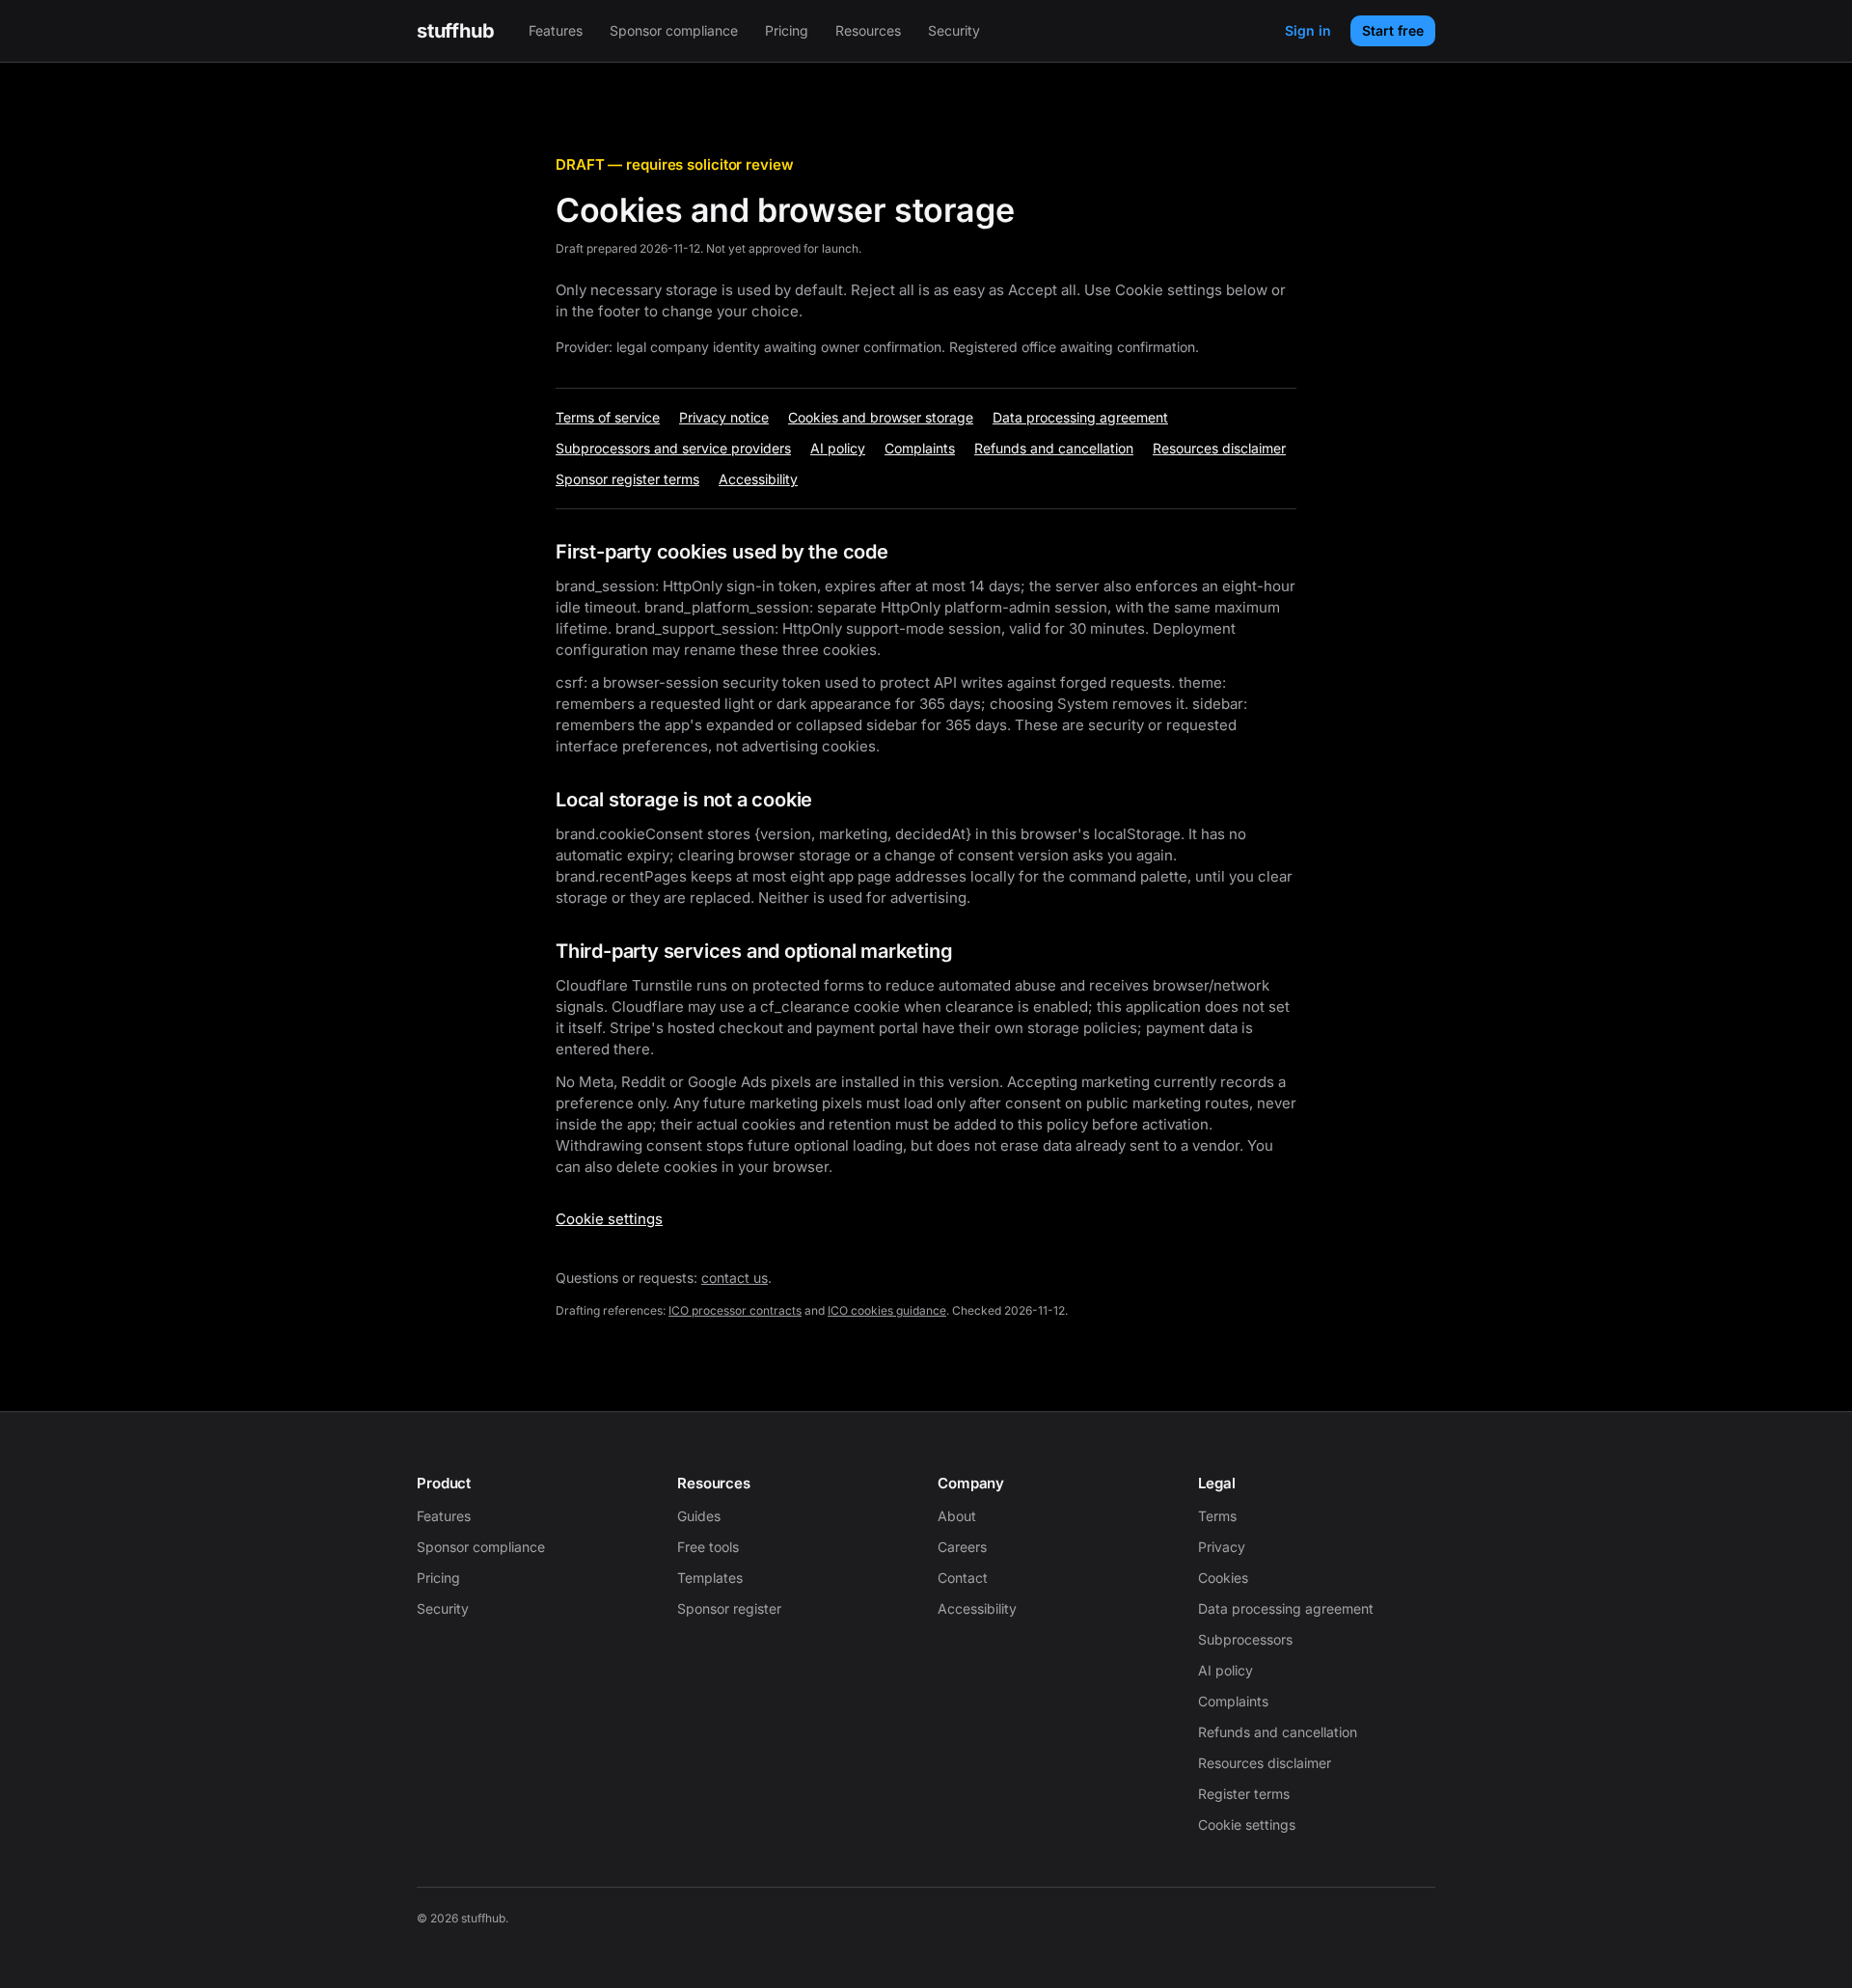 stuffhub Features Sponsor compliance Pricing Resources Security Sign in Start free
DRAFT — requires solicitor review
Cookies and browser storage
Draft prepared 2026-11-12. Not yet approved for launch.
Only necessary storage is used by default. Reject all is as easy as Accept all. Use Cookie settings below or
in the footer to change your choice.
Provider: legal company identity awaiting owner confirmation. Registered office awaiting confirmation.
Terms of service Privacy notice Cookies and browser storage Data processing agreement
Subprocessors and service providers AI policy Complaints Refunds and cancellation Resources disclaimer
Sponsor register terms Accessibility
First-party cookies used by the code
brand_session: HttpOnly sign-in token, expires after at most 14 days; the server also enforces an eight-hour
idle timeout. brand_platform_session: separate HttpOnly platform-admin session, with the same maximum
lifetime. brand_support_session: HttpOnly support-mode session, valid for 30 minutes. Deployment
configuration may rename these three cookies.
csrf: a browser-session security token used to protect API writes against forged requests. theme:
remembers a requested light or dark appearance for 365 days; choosing System removes it. sidebar:
remembers the app's expanded or collapsed sidebar for 365 days. These are security or requested
interface preferences, not advertising cookies.
Local storage is not a cookie
brand.cookieConsent stores {version, marketing, decidedAt} in this browser's localStorage. It has no
automatic expiry; clearing browser storage or a change of consent version asks you again.
brand.recentPages keeps at most eight app page addresses locally for the command palette, until you clear
storage or they are replaced. Neither is used for advertising.
Third-party services and optional marketing
Cloudflare Turnstile runs on protected forms to reduce automated abuse and receives browser/network
signals. Cloudflare may use a cf_clearance cookie when clearance is enabled; this application does not set
it itself. Stripe's hosted checkout and payment portal have their own storage policies; payment data is
entered there.
No Meta, Reddit or Google Ads pixels are installed in this version. Accepting marketing currently records a
preference only. Any future marketing pixels must load only after consent on public marketing routes, never
inside the app; their actual cookies and retention must be added to this policy before activation.
Withdrawing consent stops future optional loading, but does not erase data already sent to a vendor. You
can also delete cookies in your browser.
Cookie settings
Questions or requests: contact us.
Drafting references: ICO processor contracts and ICO cookies guidance. Checked 2026-11-12.
Product
Features
Sponsor compliance
Pricing
Security
Resources
Guides
Free tools
Templates
Sponsor register
Company
About
Careers
Contact
Accessibility
Legal
Terms
Privacy
Cookies
Data processing agreement
Subprocessors
AI policy
Complaints
Refunds and cancellation
Resources disclaimer
Register terms
Cookie settings
© 2026 stuffhub.